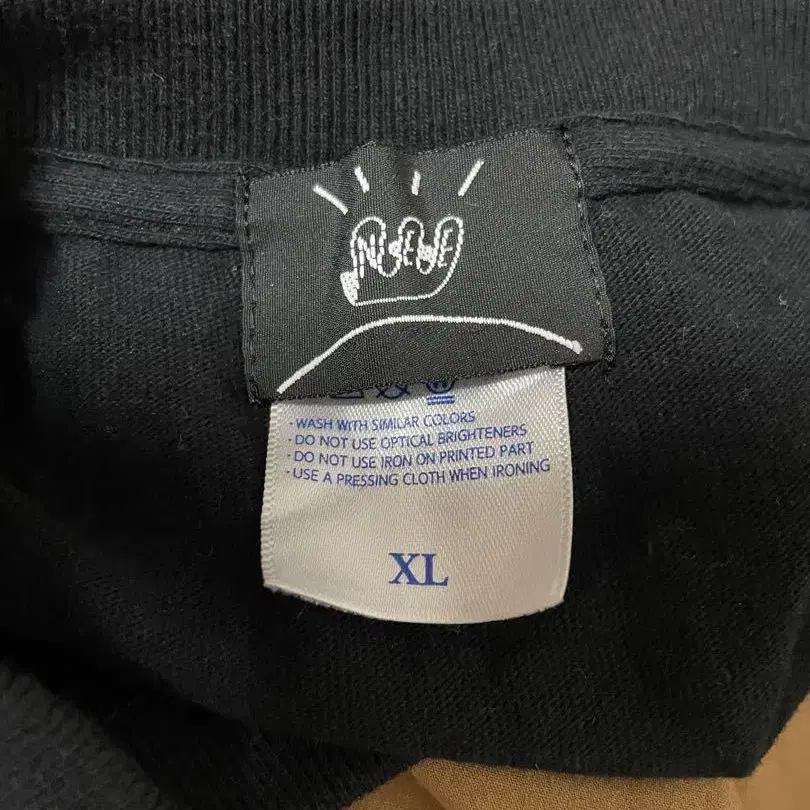 · WASH WITH SIMILAR COLORS
· DO NOT USE OPTICAL BRIGHTENERS
· DO NOT USE IRON ON PRINTED PART
· USE A PRESSING CLOTH WHEN IRONING
XL